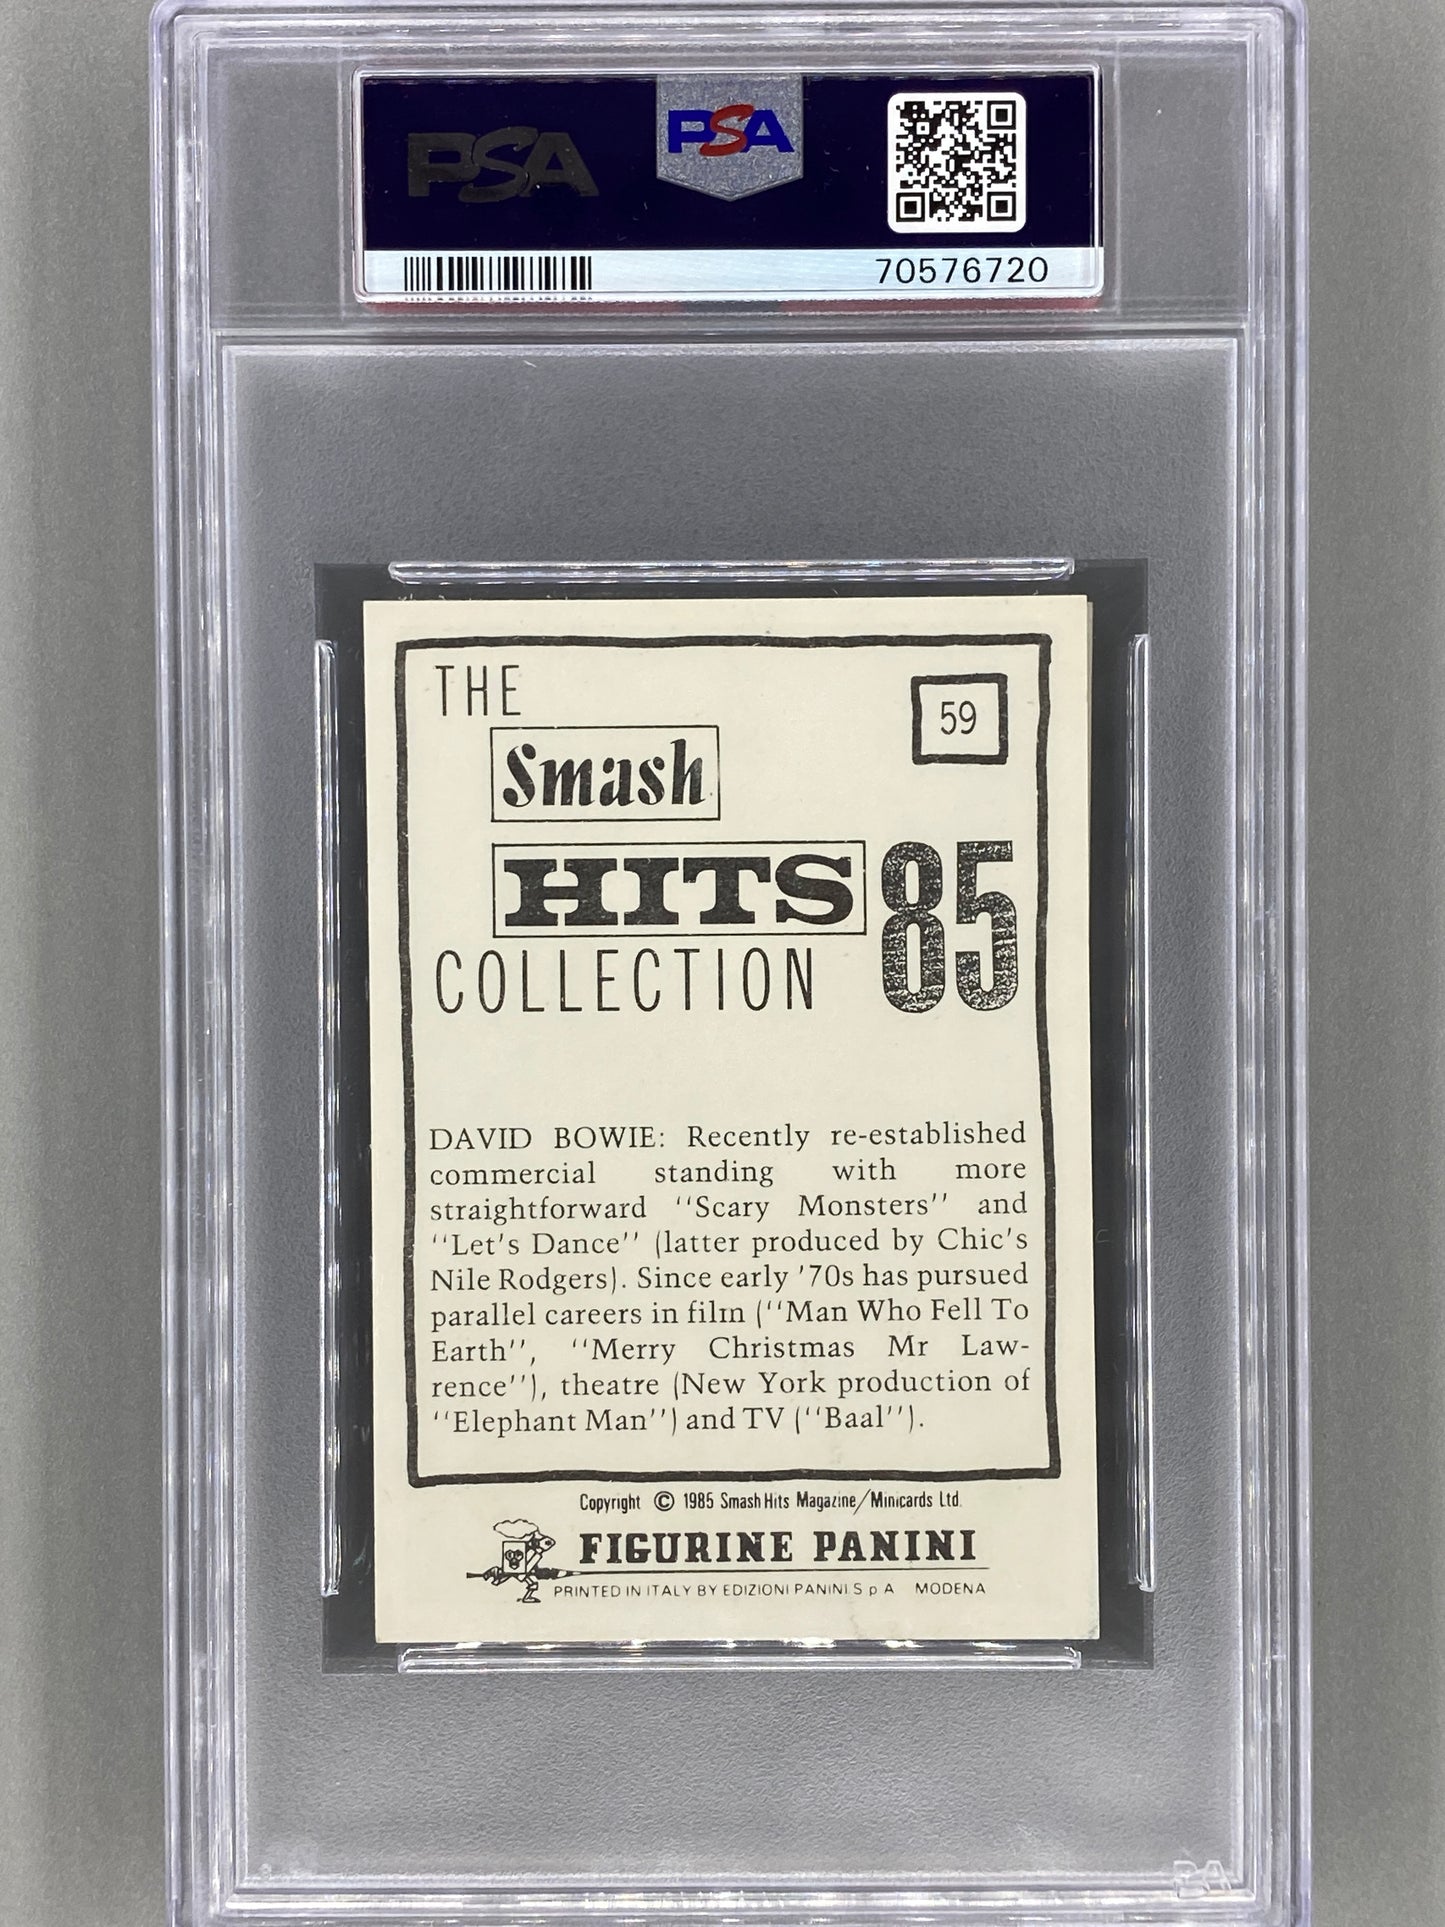 PSA
PSA
70576720
THE
59
Smash
HITS 85
COLLECTION
DAVID BOWIE: Recently re-established
commercial standing with more
straightforward ''Scary Monsters'' and
''Let's Dance'' (latter produced by Chic's
Nile Rodgers). Since early '70s has pursued
parallel careers in film (''Man Who Fell To
Earth'', ''Merry Christmas Mr Law-
rence''), theatre (New York production of
''Elephant Man'') and TV (''Baal'').
Copyright © 1985 Smash Hits Magazine/Minicards Ltd.
FIGURINE PANINI
PRINTED IN ITALY BY EDIZIONI PANINI S p A MODENA